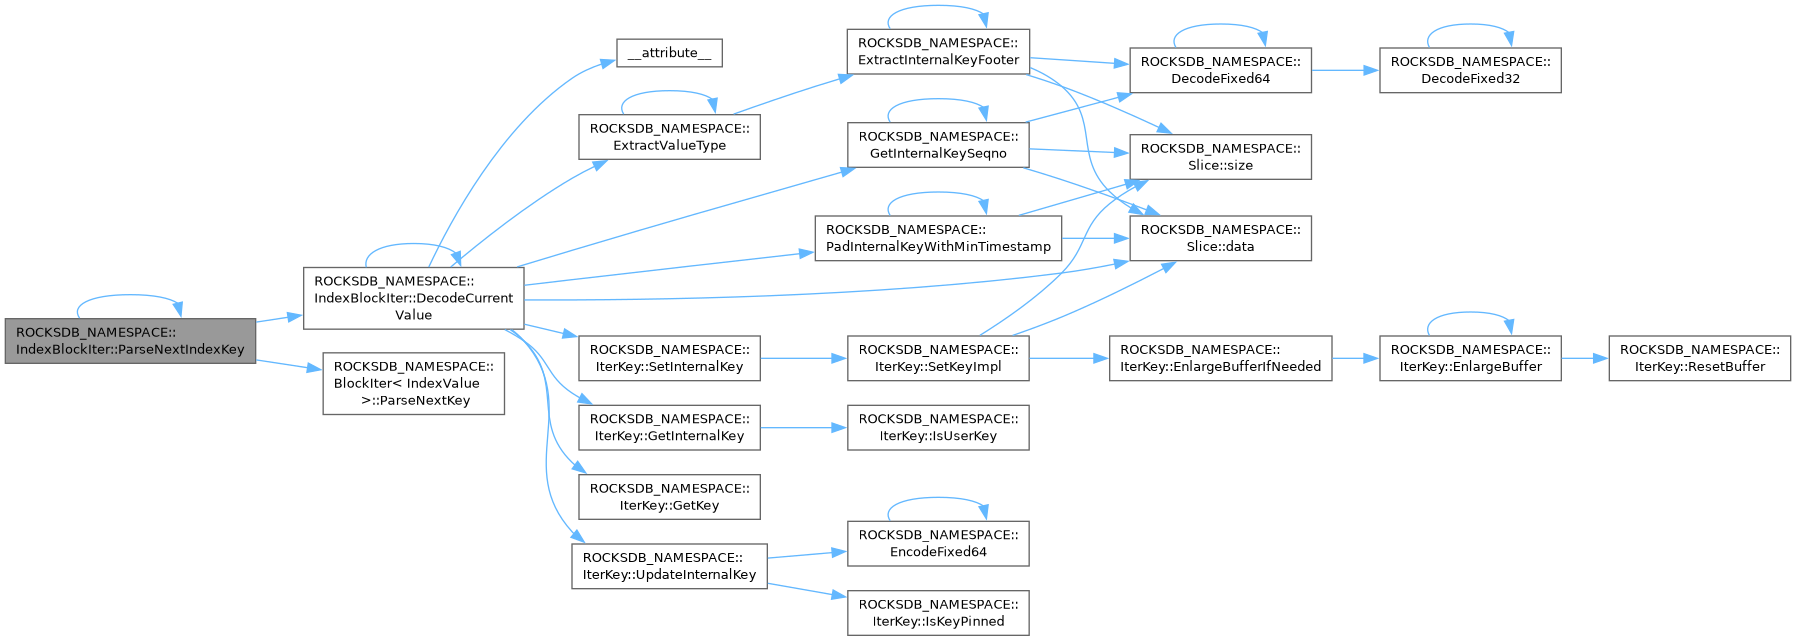 ROCKSDB_NAMESPACE::
IndexBlockIter::ParseNextIndexKey
ROCKSDB_NAMESPACE::
IndexBlockIter::DecodeCurrent
Value
ROCKSDB_NAMESPACE::
BlockIter< IndexValue
>::ParseNextKey
__attribute__
ROCKSDB_NAMESPACE::
ExtractValueType
ROCKSDB_NAMESPACE::
IterKey::SetInternalKey
ROCKSDB_NAMESPACE::
IterKey::GetInternalKey
ROCKSDB_NAMESPACE::
IterKey::GetKey
ROCKSDB_NAMESPACE::
IterKey::UpdateInternalKey
ROCKSDB_NAMESPACE::
ExtractInternalKeyFooter
ROCKSDB_NAMESPACE::
GetInternalKeySeqno
ROCKSDB_NAMESPACE::
PadInternalKeyWithMinTimestamp
ROCKSDB_NAMESPACE::
IterKey::SetKeyImpl
ROCKSDB_NAMESPACE::
IterKey::IsUserKey
ROCKSDB_NAMESPACE::
EncodeFixed64
ROCKSDB_NAMESPACE::
IterKey::IsKeyPinned
ROCKSDB_NAMESPACE::
DecodeFixed64
ROCKSDB_NAMESPACE::
Slice::size
ROCKSDB_NAMESPACE::
Slice::data
ROCKSDB_NAMESPACE::
IterKey::EnlargeBufferIfNeeded
ROCKSDB_NAMESPACE::
DecodeFixed32
ROCKSDB_NAMESPACE::
IterKey::EnlargeBuffer
ROCKSDB_NAMESPACE::
IterKey::ResetBuffer